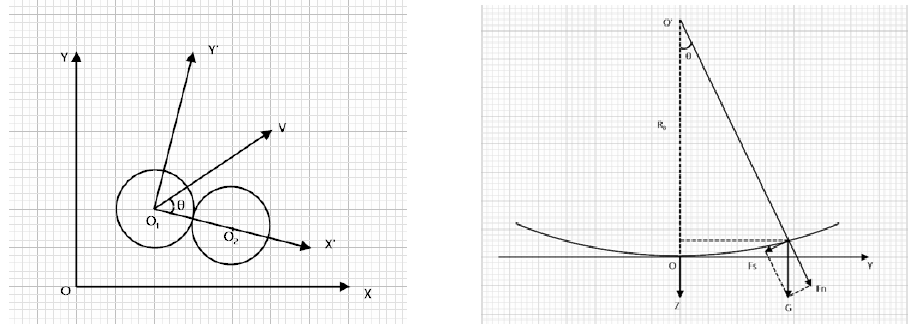 Y
Y'
V
θ
O₁
O₂
X'
O
X
Q'
θ
R₀
O
Y
Fs
Fn
Z
G